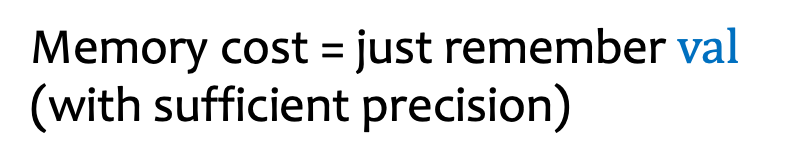 Memory cost = just remember val
(with sufficient precision)